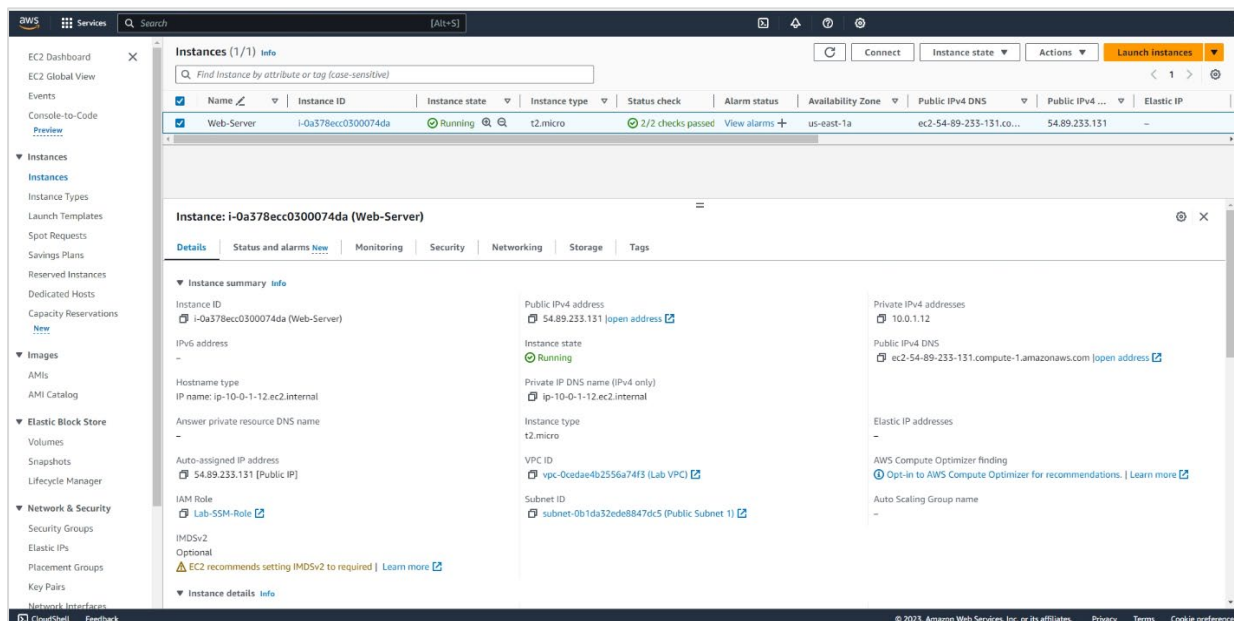 aws Services Search [Alt+S]
EC2 Dashboard
EC2 Global View
Events
Console-to-Code
Preview
Instances
Instances
Instance Types
Launch Templates
Spot Requests
Savings Plans
Reserved Instances
Dedicated Hosts
Capacity Reservations
New
Images
AMIs
AMI Catalog
Elastic Block Store
Volumes
Snapshots
Lifecycle Manager
Network & Security
Security Groups
Elastic IPs
Placement Groups
Key Pairs
Network Interfaces
Instances (1/1) Info
Connect Instance state Actions Launch instances
Find Instance by attribute or tag (case-sensitive)
1
Name Instance ID Instance state Instance type Status check Alarm status Availability Zone Public IPv4 DNS Public IPv4 ... Elastic IP
Web-Server i-0a378ecc0300074da Running t2.micro 2/2 checks passed View alarms + us-east-1a ec2-54-89-233-131.co... 54.89.233.131 –
Instance: i-0a378ecc0300074da (Web-Server)
Details Status and alarms New Monitoring Security Networking Storage Tags
Instance summary Info
Instance ID
i-0a378ecc0300074da (Web-Server)
Public IPv4 address
54.89.233.131 |open address
Private IPv4 addresses
10.0.1.12
IPv6 address
–
Instance state
Running
Public IPv4 DNS
ec2-54-89-233-131.compute-1.amazonaws.com |open address
Hostname type
IP name: ip-10-0-1-12.ec2.internal
Private IP DNS name (IPv4 only)
ip-10-0-1-12.ec2.internal
Answer private resource DNS name
–
Instance type
t2.micro
Elastic IP addresses
–
Auto-assigned IP address
54.89.233.131 [Public IP]
VPC ID
vpc-0cedae4b2556a74f3 (Lab VPC)
AWS Compute Optimizer finding
Opt-in to AWS Compute Optimizer for recommendations. | Learn more
IAM Role
Lab-SSM-Role
Subnet ID
subnet-0b1da32ede8847dc5 (Public Subnet 1)
Auto Scaling Group name
–
IMDSv2
Optional
EC2 recommends setting IMDSv2 to required | Learn more
Instance details Info
CloudShell Feedback © 2023, Amazon Web Services, Inc. or its affiliates. Privacy Terms Cookie preference